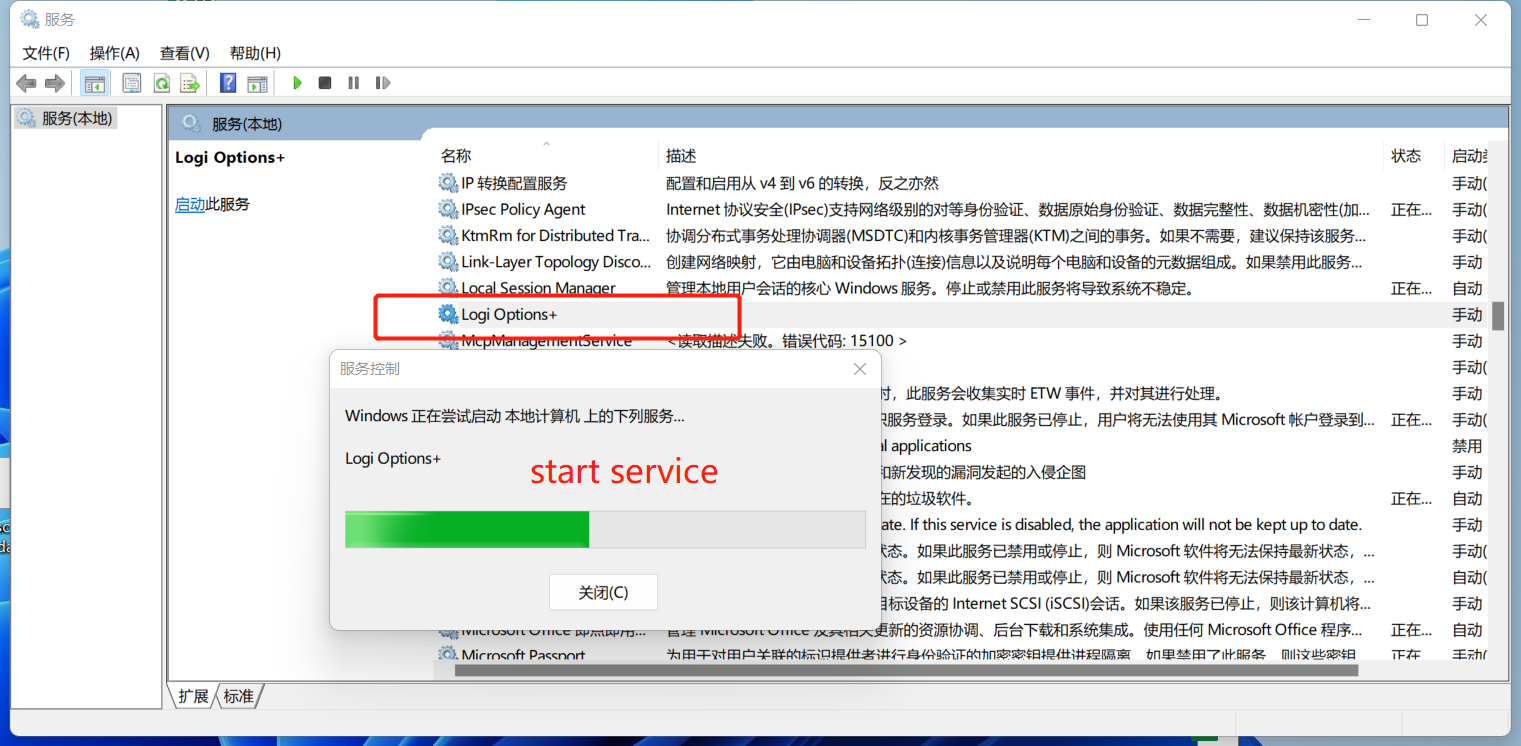 服务
文件(F) 操作(A) 查看(V) 帮助(H)
服务(本地)
服务(本地)
Logi Options+
启动此服务
名称 描述 状态 启动
IP 转换配置服务 配置和启用从 v4 到 v6 的转换，反之亦然 手动(
IPsec Policy Agent Internet 协议安全(IPsec)支持网络级别的对等身份验证、数据原始身份验证、数据完整性、数据机密性(加... 正在... 手动(
KtmRm for Distributed Tra... 协调分布式事务处理协调器(MSDTC)和内核事务管理器(KTM)之间的事务。如果不需要，建议保持该服务... 手动(
Link-Layer Topology Disco... 创建网络映射，它由电脑和设备拓扑(连接)信息以及说明每个电脑和设备的元数据组成。如果禁用此服务... 手动
Local Session Manager 管理本地用户会话的核心 Windows 服务。停止或禁用此服务将导致系统不稳定。 正在... 自动
Logi Options+ 手动
McpManagementService <读取描述失败。错误代码: 15100 > 手动
手动(
时，此服务会收集实时 ETW 事件，并对其进行处理。 手动
服务登录。如果此服务已停止，用户将无法使用其 Microsoft 帐户登录到... 正在... 手动(
applications 禁用
和新发现的漏洞发起的入侵企图 手动
在的垃圾软件。 正在... 自动
ate. If this service is disabled, the application will not be kept up to date. 手动
状态。如果此服务已禁用或停止，则 Microsoft 软件将无法保持最新状态，... 手动(
状态。如果此服务已禁用或停止，则 Microsoft 软件将无法保持最新状态，... 自动(
目标设备的 Internet SCSI (iSCSI)会话。如果该服务已停止，则该计算机将... 手动
Microsoft Office 即点即用... 管理 Microsoft Office 及其相关更新的资源协调、后台下载和系统集成。使用任何 Microsoft Office 程序... 正在... 自动
Microsoft Passport 为用于对用户关联的标识提供者进行身份验证的加密密钥提供进程隔离。如果禁用了此服务，则这些密钥 正在 手动(
服务控制
Windows 正在尝试启动 本地计算机 上的下列服务...
Logi Options+
start service
关闭(C)
扩展 标准